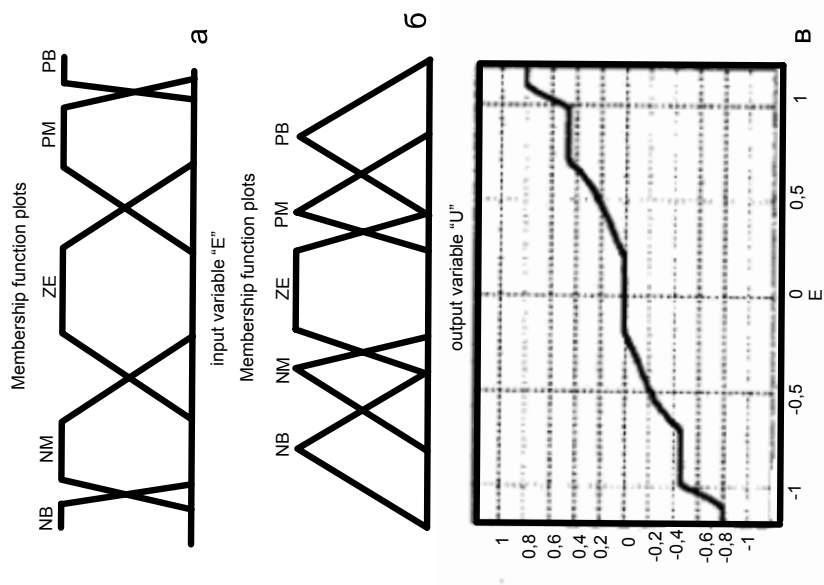 Membership function plots
NB NM ZE PM PB
а
input variable “E”
Membership function plots
NB NM ZE PM PB
б
output variable “U”
1
0,8
0,6
0,4
0,2
0
-0,2
-0,4
-0,6
-0,8
-1
-1 -0,5 0 0,5 1
E
в